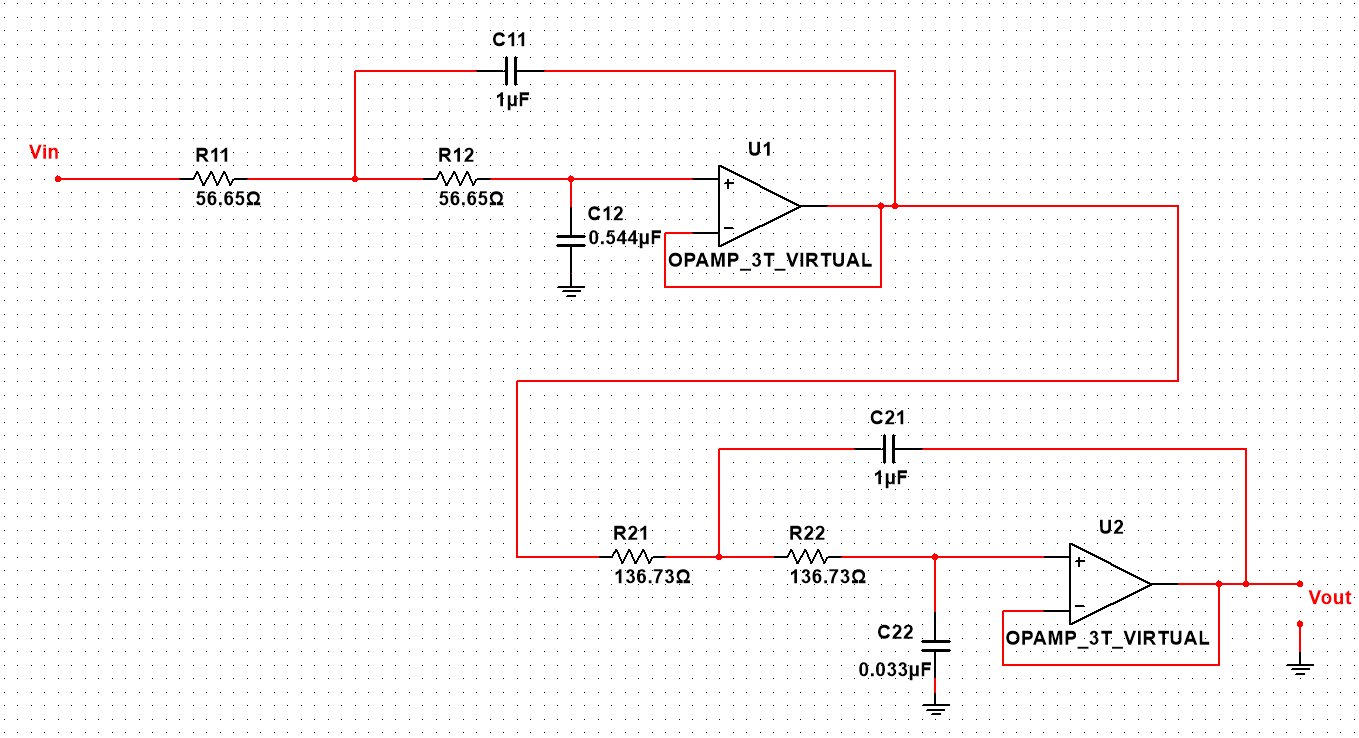 C11
1µF
Vin
R11
56.65Ω
R12
56.65Ω
U1
+
−
C12
0.544µF
OPAMP_3T_VIRTUAL
C21
1µF
R21
136.73Ω
R22
136.73Ω
U2
+
−
Vout
C22
0.033µF
OPAMP_3T_VIRTUAL